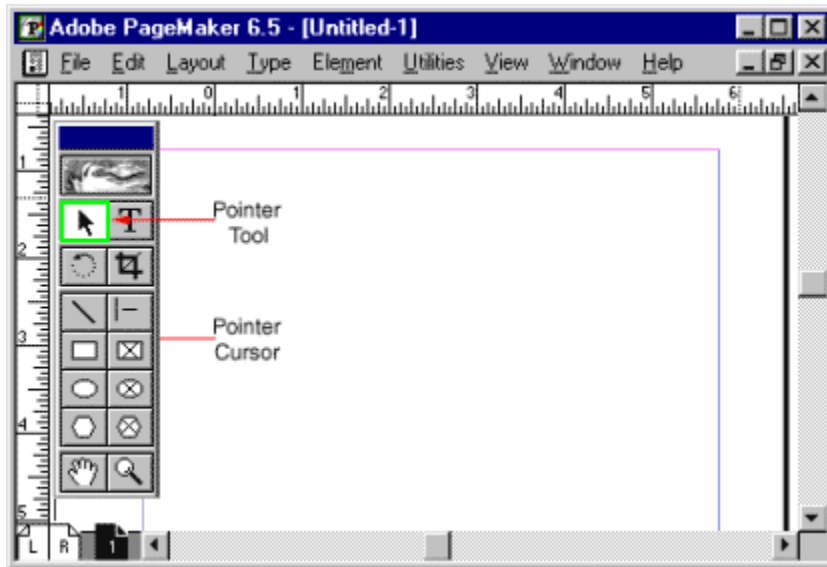 Adobe PageMaker 6.5 - [Untitled-1]
File Edit Layout Type Element Utilities View Window Help
1 0 1 2 3 4 5 6
1
T
Pointer
Tool
2
3
Pointer
Cursor
4
5
L R 1